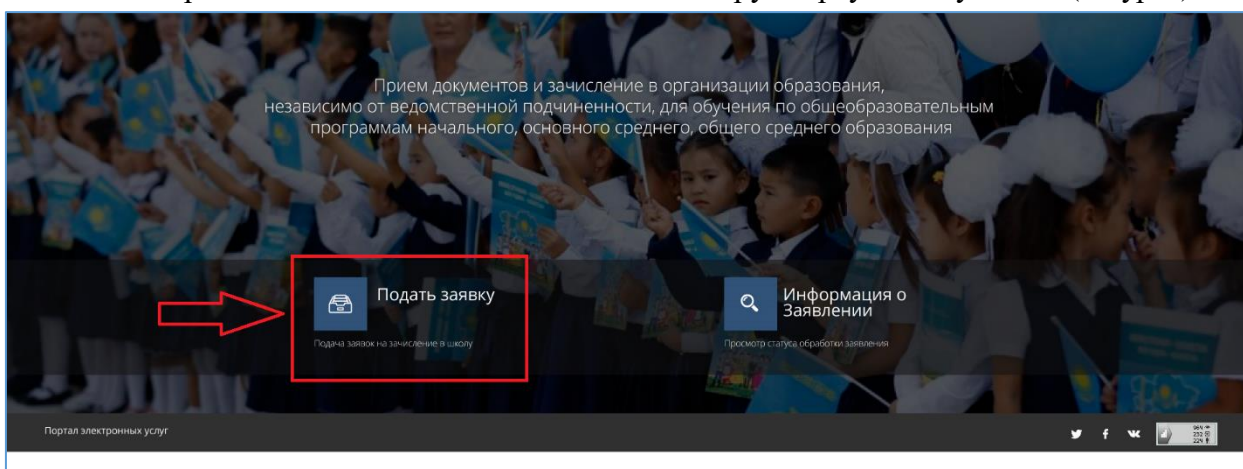 Прием документов и зачисление в организации образования,
независимо от ведомственной подчиненности, для обучения по общеобразовательным
программам начального, основного среднего, общего среднего образования
Подать заявку
Информация о
Заявлении
Подача заявок на зачисление в школу
Просмотр статуса обработки заявления
Портал электронных услуг